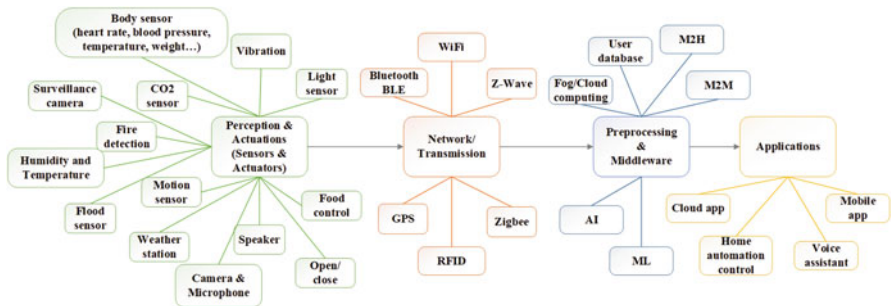 Body sensor
(heart rate, blood pressure,
temperature, weight…)
Vibration
Light
sensor
CO2
sensor
Surveillance
camera
Fire
detection
Humidity and
Temperature
Flood
sensor
Motion
sensor
Weather
station
Camera &
Microphone
Speaker
Open/
close
Food
control
Perception &
Actuations
(Sensors &
Actuators)
WiFi
Bluetooth
BLE
Z-Wave
Network/
Transmission
GPS
RFID
Zigbee
User
database
M2H
Fog/Cloud
computing
M2M
Preprocessing
&
Middleware
AI
ML
Applications
Cloud app
Mobile
app
Home
automation
control
Voice
assistant